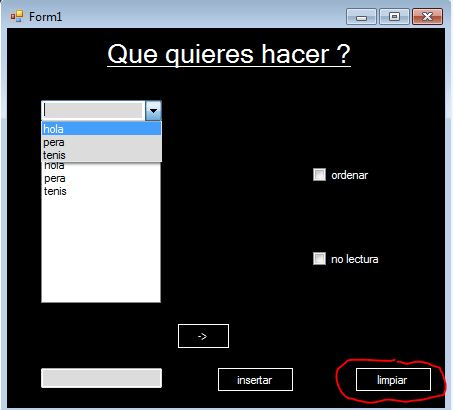 Form1
Que quieres hacer ?
hola
pera
tenis
hola
pera
tenis
ordenar
no lectura
->
insertar
limpiar